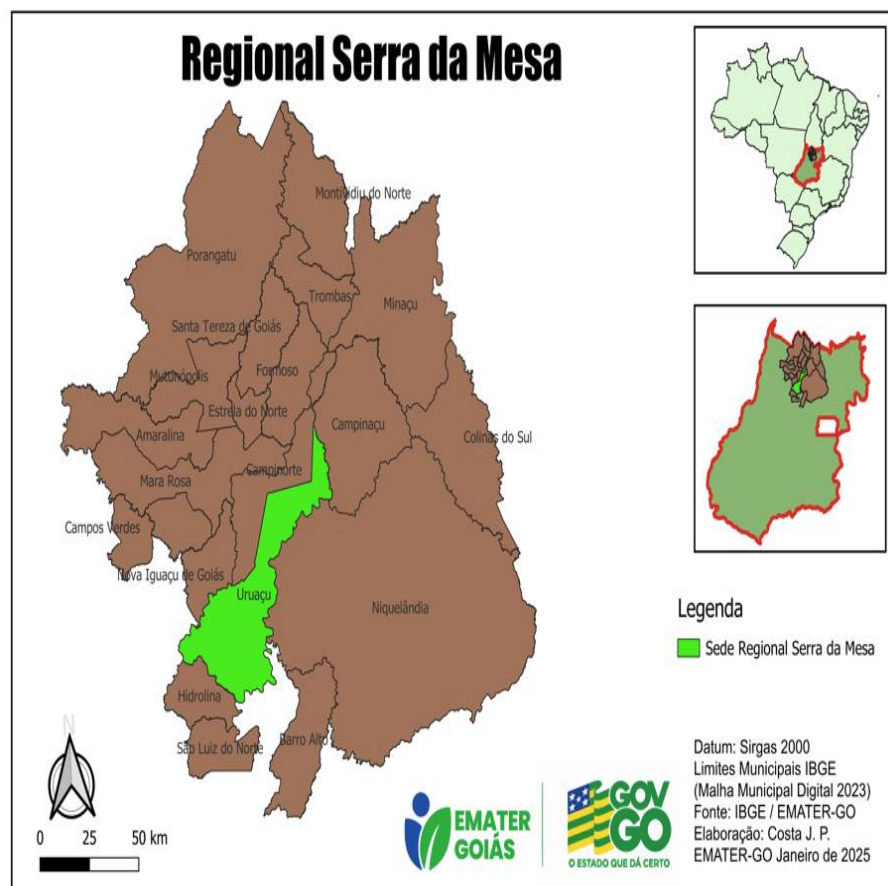 Regional Serra da Mesa
Montividiu do Norte
Porangatu
Trombas
Minaçu
Santa Tereza de Goiás
Formoso
Mutunópolis
Estrela do Norte
Campinaçu
Amaralina
Colinas do Sul
Campinorte
Mara Rosa
Campos Verdes
Nova Iguaçu de Goiás
Uruaçu
Niquelândia
Hidrolina
São Luiz do Norte
Barro Alto
Legenda
Sede Regional Serra da Mesa
N
0 25 50 km
EMATER
GOIÁS
GOV
GO
O ESTADO QUE DÁ CERTO
Datum: Sirgas 2000
Limites Municipais IBGE
(Malha Municipal Digital 2023)
Fonte: IBGE / EMATER-GO
Elaboração: Costa J. P.
EMATER-GO Janeiro de 2025